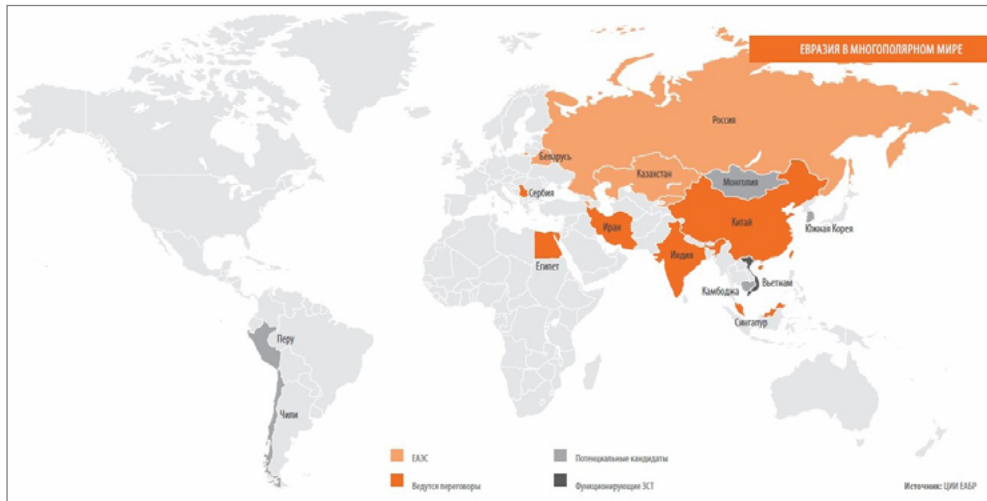 ЕВРАЗИЯ В МНОГОПОЛЯРНОМ МИРЕ
Россия
Беларусь
Казахстан
Монголия
Сербия
Китай
Южная Корея
Иран
Египет
Индия
Камбоджа
Вьетнам
Сингапур
Перу
Чили
ЕАЭС
Потенциальные кандидаты
Ведутся переговоры
Функционирующие ЗСТ
Источник: ЦИИ ЕАБР